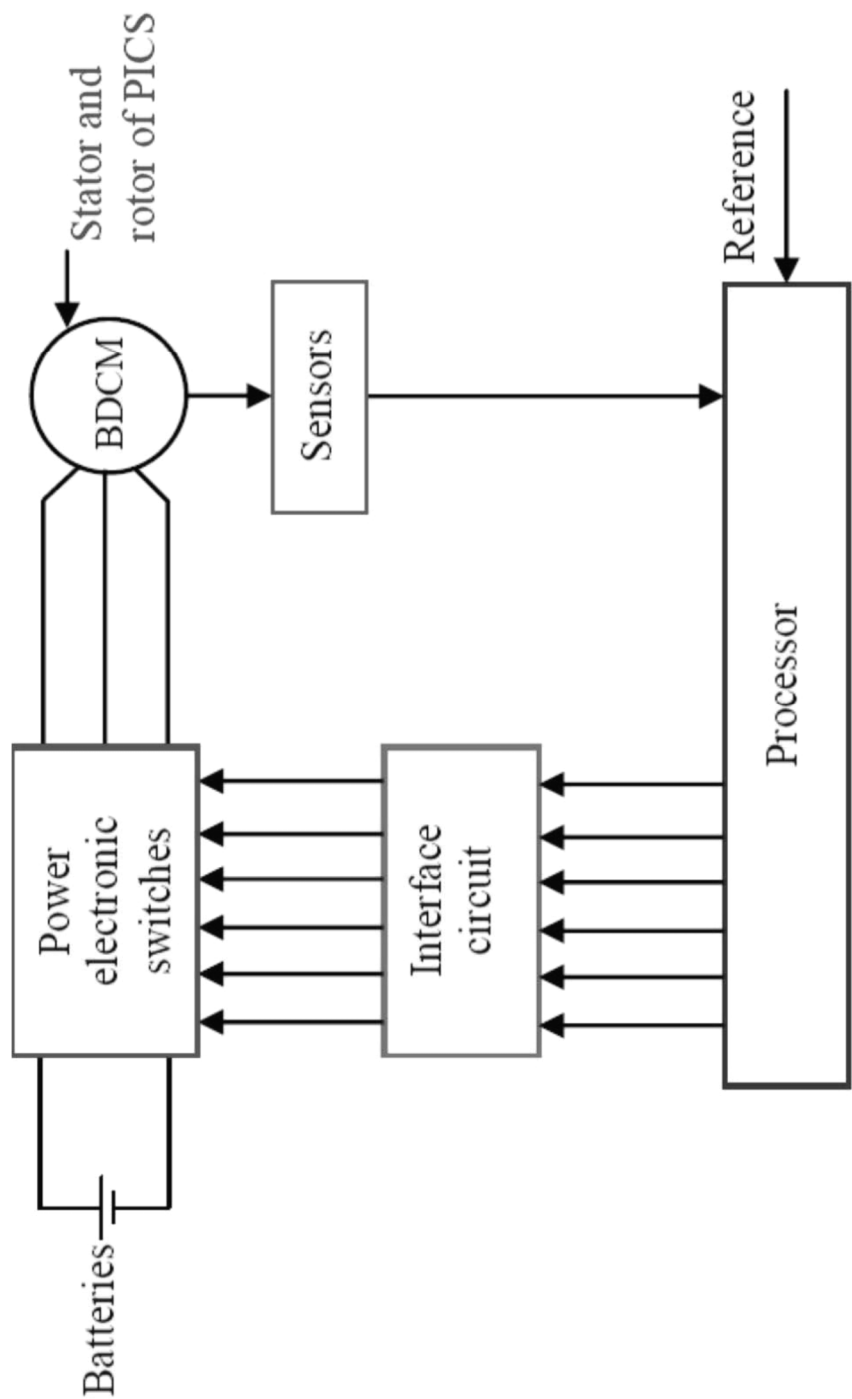 Batteries
Power
electronic
switches
BDCM
Stator and
rotor of PICS
Interface
circuit
Sensors
Processor
Reference